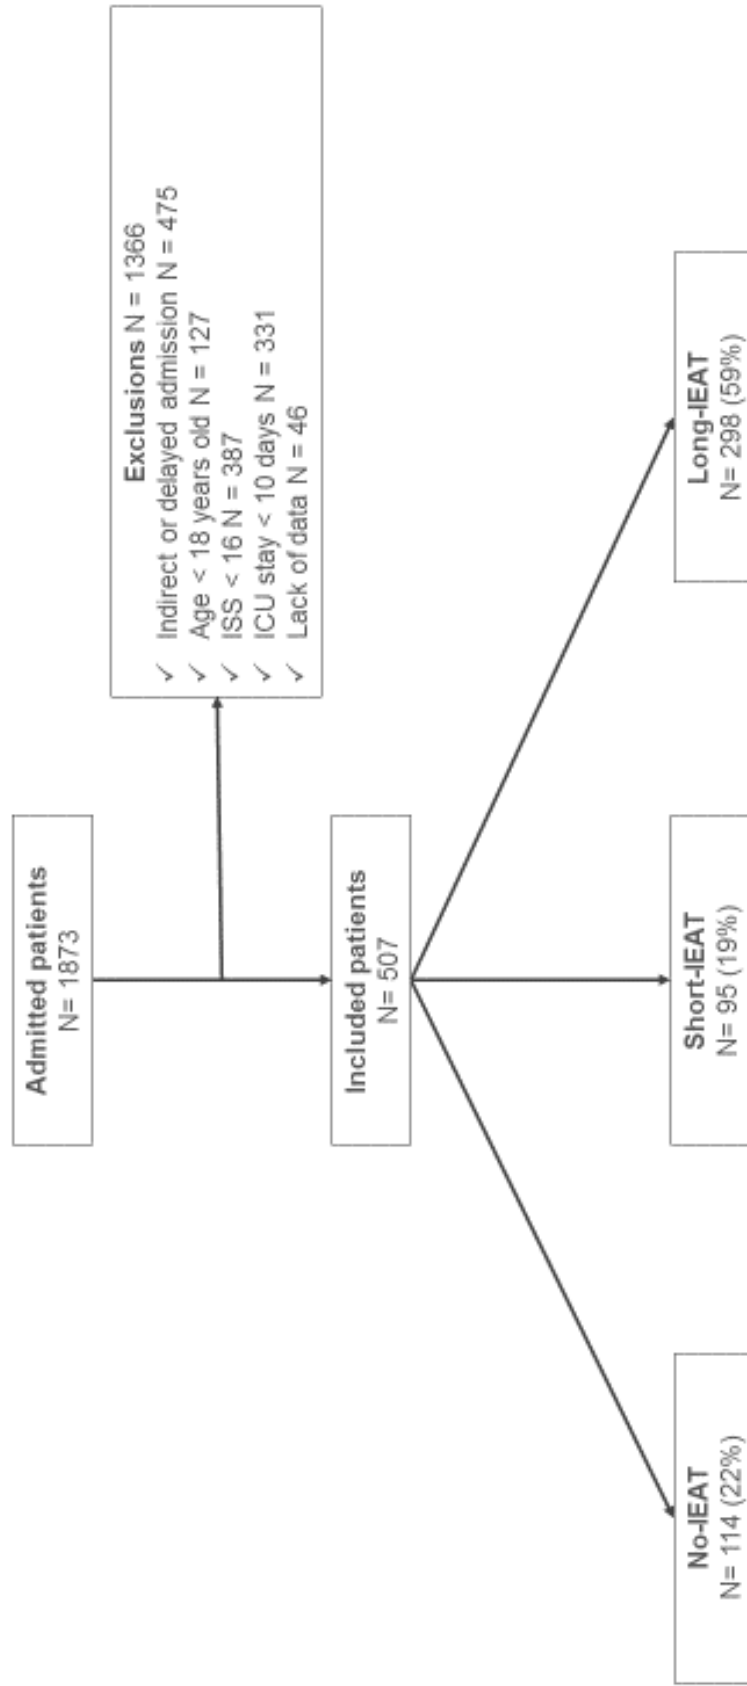 Admitted patients
N= 1873
Exclusions N = 1366
✓ Indirect or delayed admission N = 475
✓ Age < 18 years old N = 127
✓ ISS < 16 N = 387
✓ ICU stay < 10 days N = 331
✓ Lack of data N = 46
Included patients
N= 507
No-IEAT
N= 114 (22%)
Short-IEAT
N= 95 (19%)
Long-IEAT
N= 298 (59%)